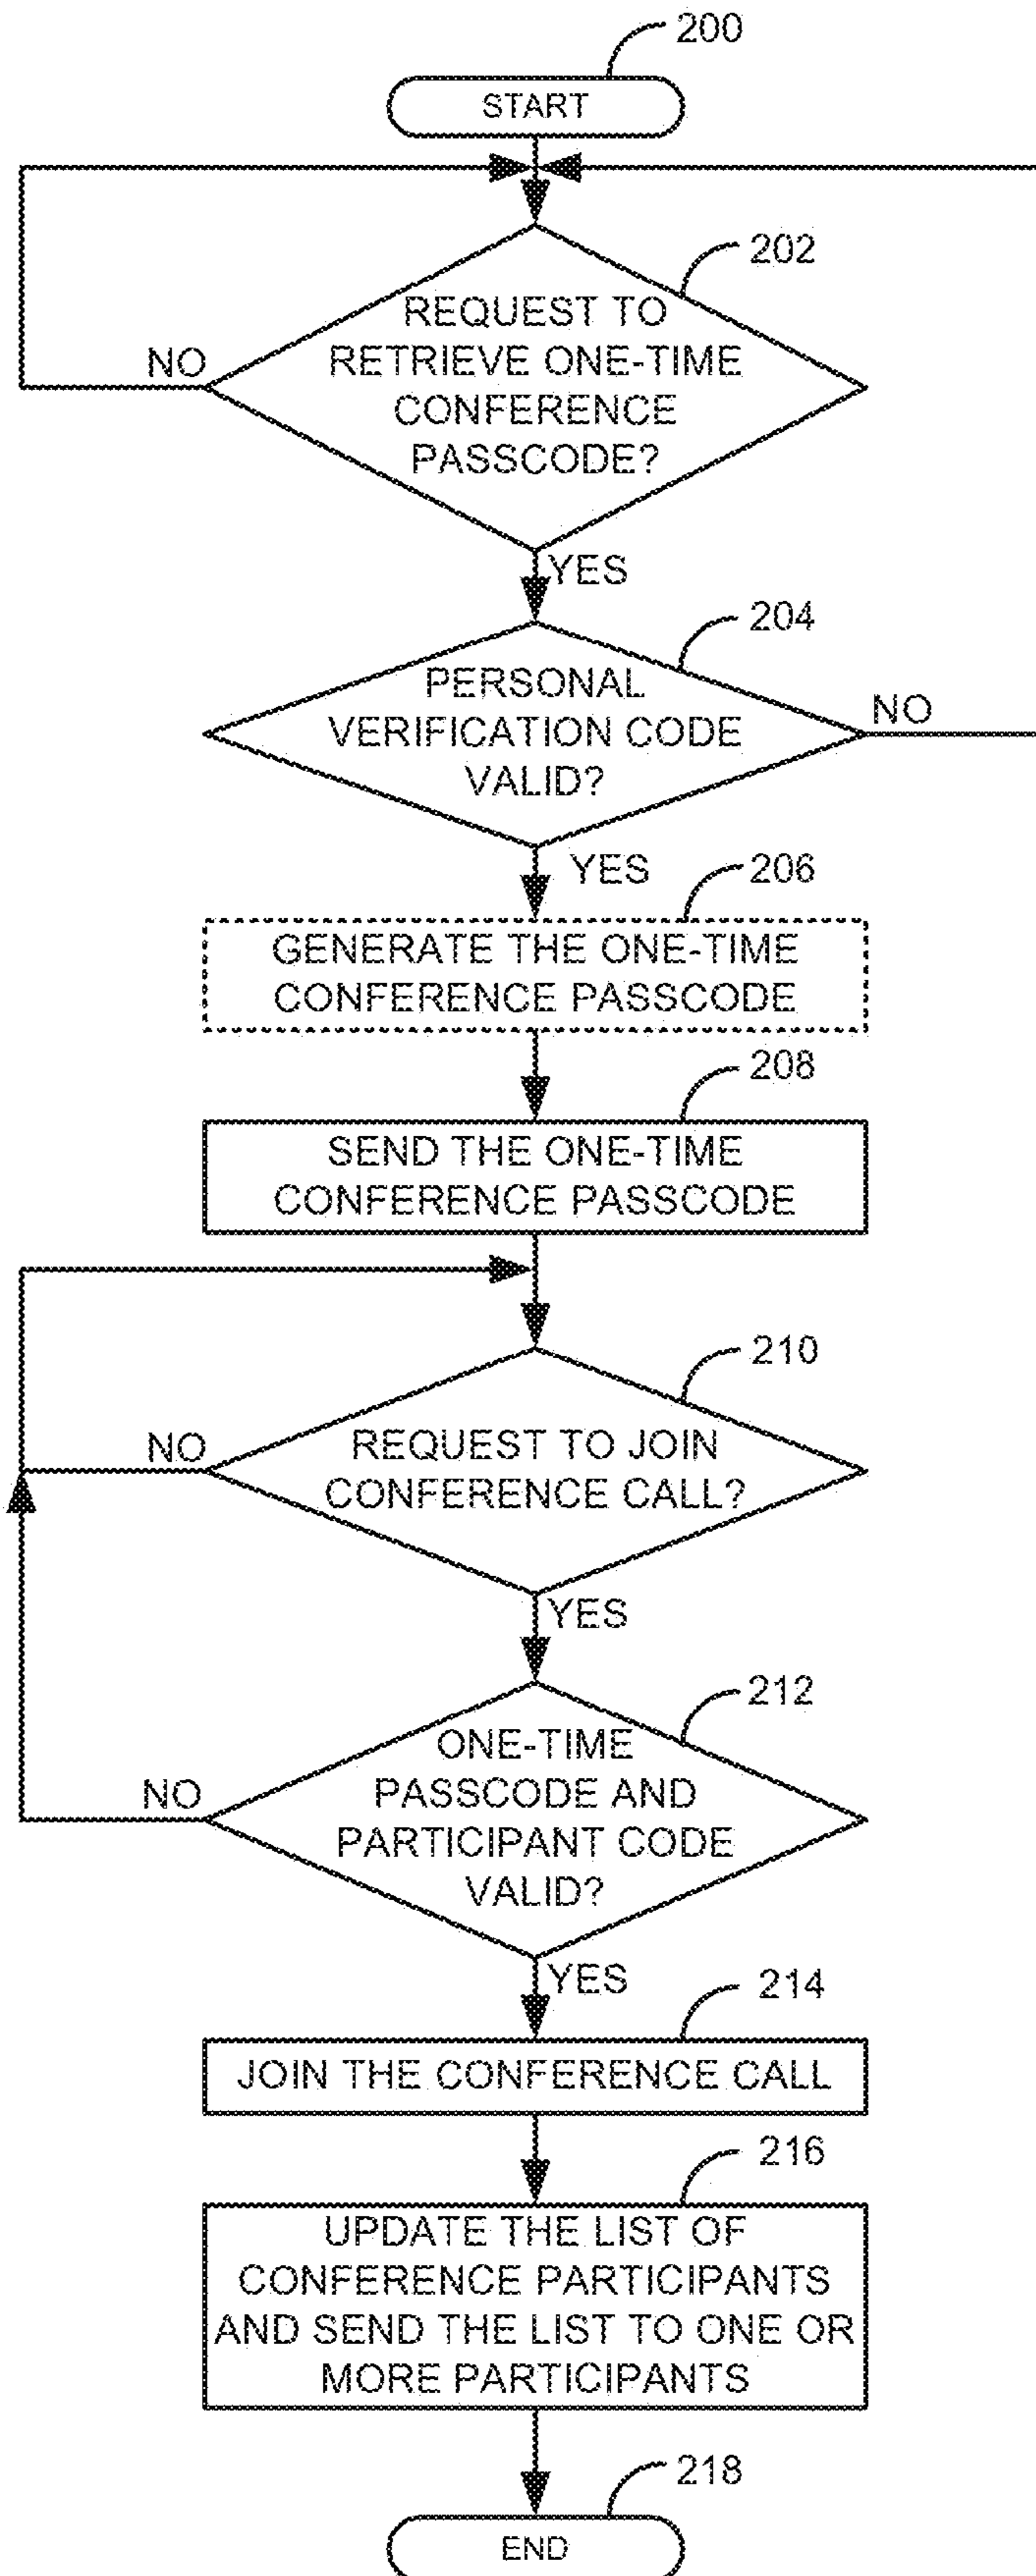 200
START
202
REQUEST TO
RETRIEVE ONE-TIME
CONFERENCE
PASSCODE?
NO
YES
204
PERSONAL
VERIFICATION CODE
VALID?
NO
YES
206
GENERATE THE ONE-TIME
CONFERENCE PASSCODE
208
SEND THE ONE-TIME
CONFERENCE PASSCODE
210
REQUEST TO JOIN
CONFERENCE CALL?
NO
YES
212
ONE-TIME
PASSCODE AND
PARTICIPANT CODE
VALID?
NO
YES
214
JOIN THE CONFERENCE CALL
216
UPDATE THE LIST OF
CONFERENCE PARTICIPANTS
AND SEND THE LIST TO ONE OR
MORE PARTICIPANTS
218
END